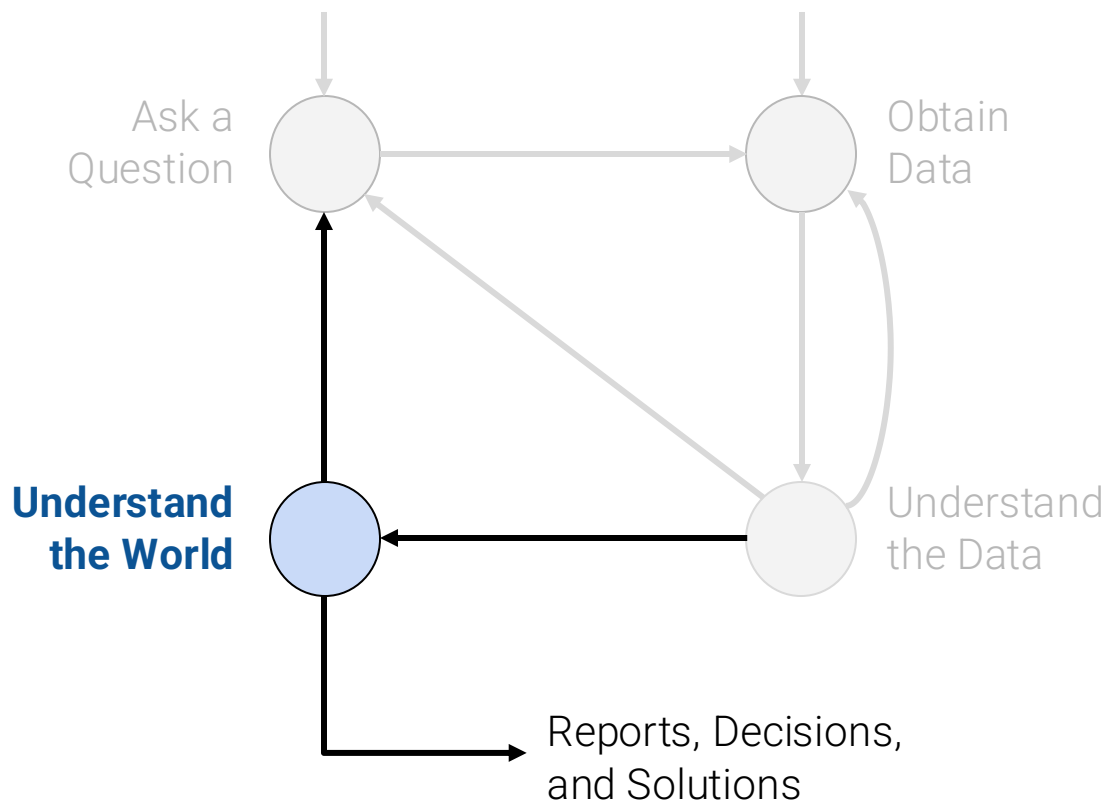 Ask a
Question
Obtain
Data
Understand
the World
Understand
the Data
Reports, Decisions,
and Solutions